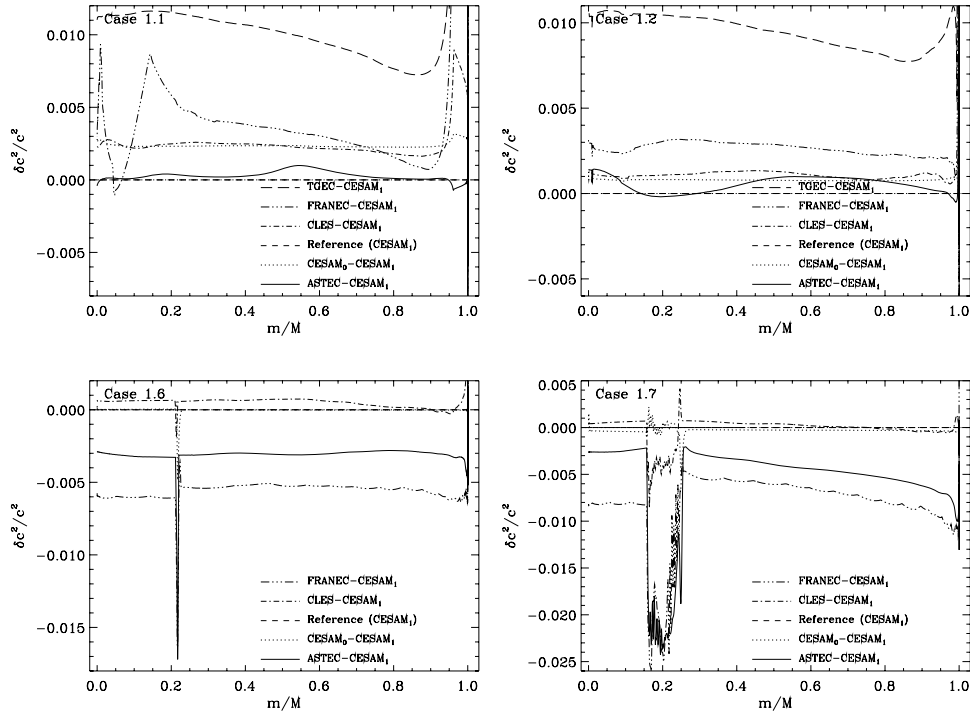 Case 1.1
0.010
0.005
0.000
−0.005
δc²/c²
TGEC−CESAM₁
FRANEC−CESAM₁
CLES−CESAM₁
Reference (CESAM₁)
CESAM₀−CESAM₁
ASTEC−CESAM₁
0.0 0.2 0.4 0.6 0.8 1.0
m/M
Case 1.2
0.010
0.005
0.000
−0.005
δc²/c²
TGEC−CESAM₁
FRANEC−CESAM₁
CLES−CESAM₁
Reference (CESAM₁)
CESAM₀−CESAM₁
ASTEC−CESAM₁
0.0 0.2 0.4 0.6 0.8 1.0
m/M
Case 1.6
0.000
−0.005
−0.010
−0.015
δc²/c²
FRANEC−CESAM₁
CLES−CESAM₁
Reference (CESAM₁)
CESAM₀−CESAM₁
ASTEC−CESAM₁
0.0 0.2 0.4 0.6 0.8 1.0
m/M
Case 1.7
0.005
0.000
−0.005
−0.010
−0.015
−0.020
−0.025
δc²/c²
FRANEC−CESAM₁
CLES−CESAM₁
Reference (CESAM₁)
CESAM₀−CESAM₁
ASTEC−CESAM₁
0.0 0.2 0.4 0.6 0.8 1.0
m/M